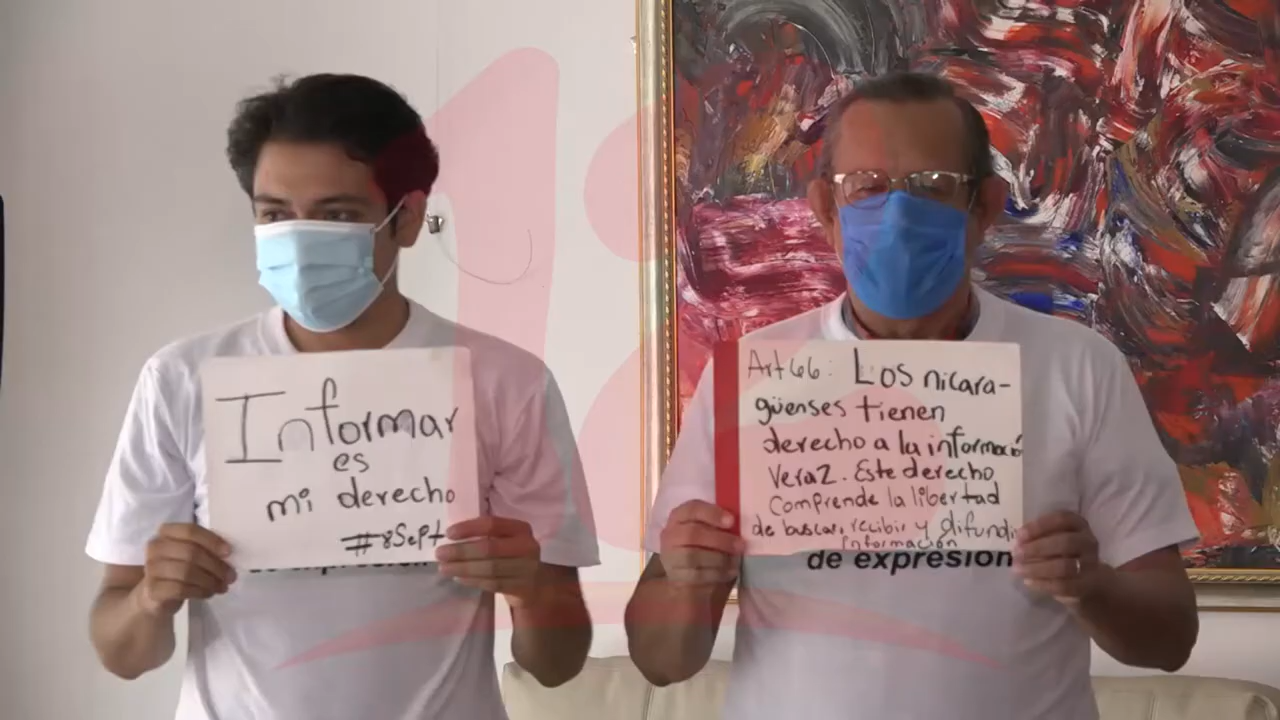 Informar
es
mi derecho
#8Sept
Art 66: Los nicara-
güenses tienen
derecho a la informació
Veraz. Este derecho
Comprende la libertad
de buscar, recibir y difundir
Información
de expresión